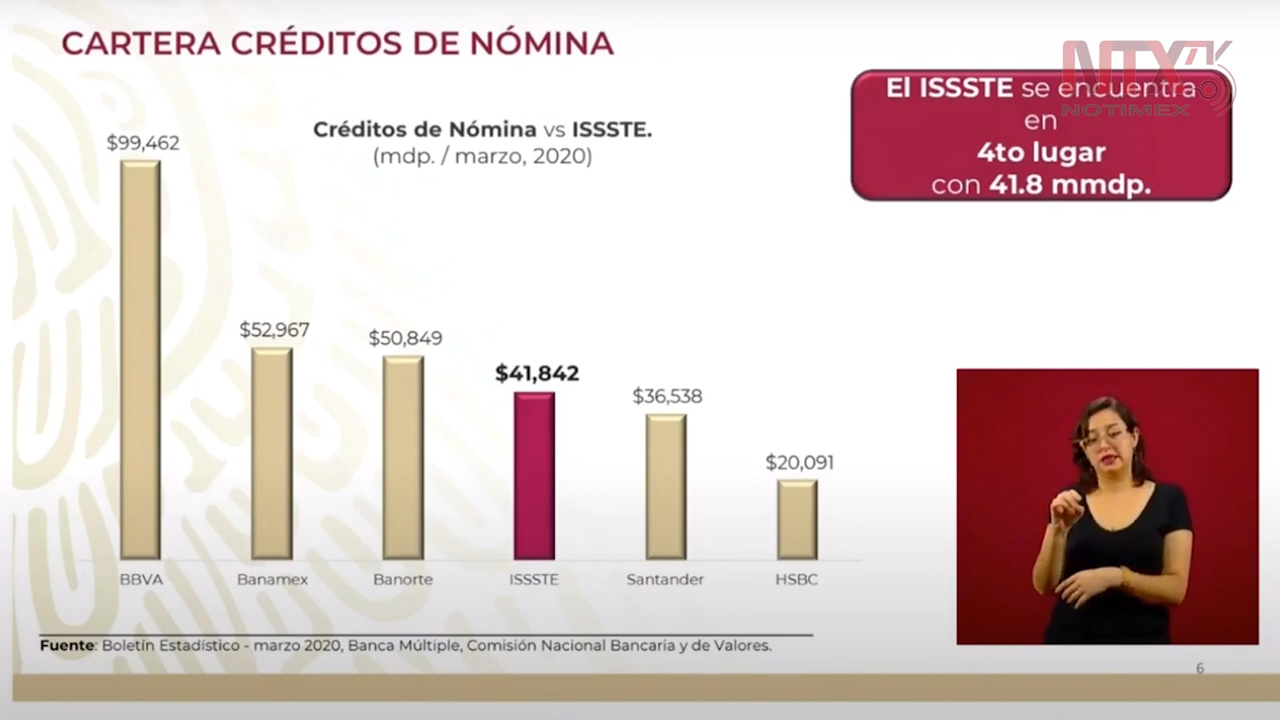 CARTERA CRÉDITOS DE NÓMINA
NTX TV
NOTIMEX
El ISSSTE se encuentra
en
4to lugar
con 41.8 mmdp.
Créditos de Nómina vs ISSSTE.
(mdp. / marzo, 2020)
$99,462
$52,967
$50,849
$41,842
$36,538
$20,091
BBVA
Banamex
Banorte
ISSSTE
Santander
HSBC
Fuente: Boletín Estadístico - marzo 2020, Banca Múltiple, Comisión Nacional Bancaria y de Valores.
6